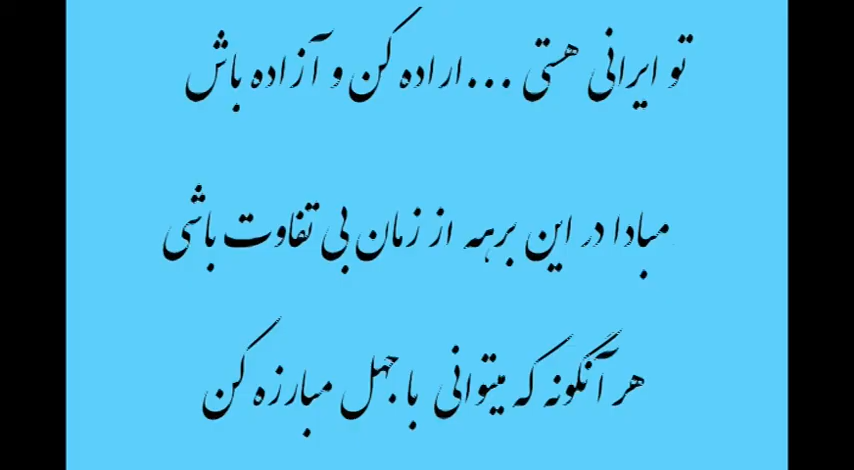 تو ایرانی هستی ...اراده کن و آزاده باش
مبادا در این برهه از زمان بی تفاوت باشی
هر آنگونه که میتوانی با جهل مبارزه کن